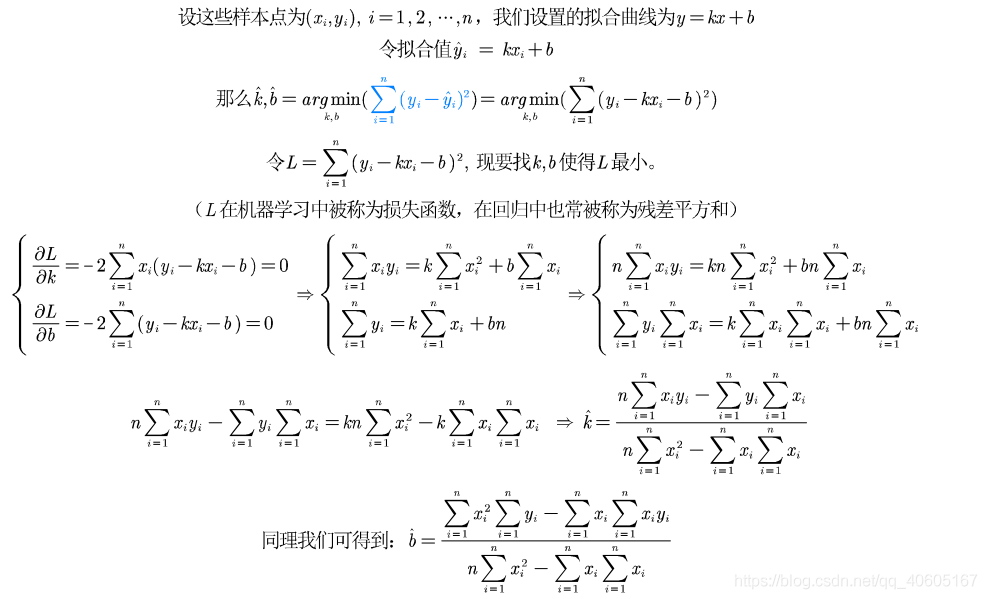 设这些样本点为(xᵢ,yᵢ), i=1,2,⋯,n，我们设置的拟合曲线为y=kx+b
令拟合值ŷᵢ = kxᵢ+b
那么k̂,b̂=arg min_{k,b}(∑_{i=1}^{n}(yᵢ−ŷᵢ)²)=arg min_{k,b}(∑_{i=1}^{n}(yᵢ−kxᵢ−b)²)
令L=∑_{i=1}^{n}(yᵢ−kxᵢ−b)²，现要找k,b使得L最小。
（L在机器学习中被称为损失函数，在回归中也常被称为残差平方和）
{ ∂L/∂k=-2∑_{i=1}^{n}xᵢ(yᵢ−kxᵢ−b)=0 ⇒ { ∑_{i=1}^{n}xᵢyᵢ=k∑_{i=1}^{n}xᵢ²+b∑_{i=1}^{n}xᵢ ⇒ { n∑_{i=1}^{n}xᵢyᵢ=kn∑_{i=1}^{n}xᵢ²+bn∑_{i=1}^{n}xᵢ
∂L/∂b=-2∑_{i=1}^{n}(yᵢ−kxᵢ−b)=0 ∑_{i=1}^{n}yᵢ=k∑_{i=1}^{n}xᵢ+bn ∑_{i=1}^{n}yᵢ∑_{i=1}^{n}xᵢ=k∑_{i=1}^{n}xᵢ∑_{i=1}^{n}xᵢ+bn∑_{i=1}^{n}xᵢ
n∑_{i=1}^{n}xᵢyᵢ−∑_{i=1}^{n}yᵢ∑_{i=1}^{n}xᵢ=kn∑_{i=1}^{n}xᵢ²−k∑_{i=1}^{n}xᵢ∑_{i=1}^{n}xᵢ ⇒ k̂=(n∑_{i=1}^{n}xᵢyᵢ−∑_{i=1}^{n}yᵢ∑_{i=1}^{n}xᵢ)/(n∑_{i=1}^{n}xᵢ²−∑_{i=1}^{n}xᵢ∑_{i=1}^{n}xᵢ)
同理我们可得到：b̂=(∑_{i=1}^{n}xᵢ²∑_{i=1}^{n}yᵢ−∑_{i=1}^{n}xᵢ∑_{i=1}^{n}xᵢyᵢ)/(n∑_{i=1}^{n}xᵢ²−∑_{i=1}^{n}xᵢ∑_{i=1}^{n}xᵢ)
https://blog.csdn.net/qq_40605167